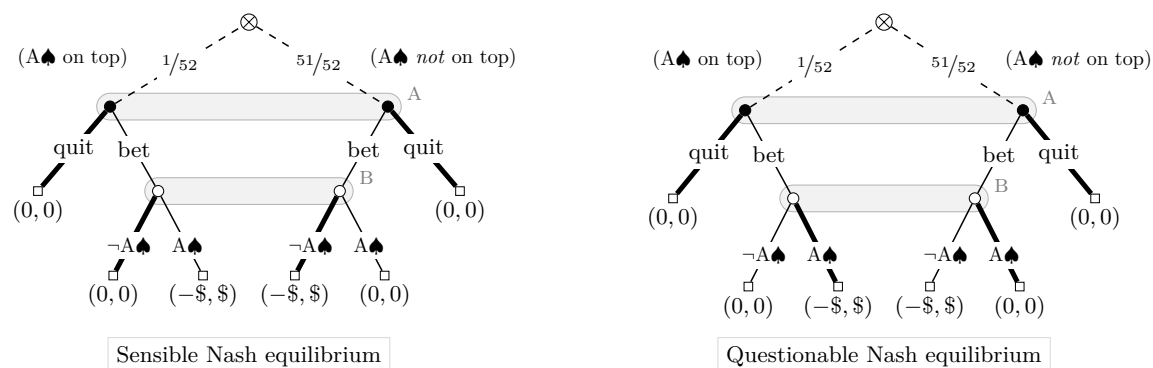 (A♠ on top) 1/52 51/52 (A♠ not on top)
A
quit bet bet quit
B
(0, 0) (0, 0)
¬A♠ A♠ ¬A♠ A♠
(0, 0) (−$, $) (−$, $) (0, 0)
Sensible Nash equilibrium
(A♠ on top) 1/52 51/52 (A♠ not on top)
A
quit bet bet quit
B
(0, 0) (0, 0)
¬A♠ A♠ ¬A♠ A♠
(0, 0) (−$, $) (−$, $) (0, 0)
Questionable Nash equilibrium